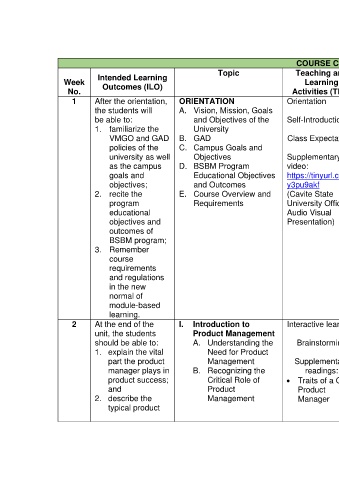 COURSE C
Week
No.
Intended Learning
Outcomes (ILO)
Topic
Teaching a
Learning
Activities (T
1
After the orientation,
the students will
be able to:
1. familiarize the
VMGO and GAD
policies of the
university as well
as the campus
goals and
objectives;
2. recite the
program
educational
objectives and
outcomes of
BSBM program;
3. Remember
course
requirements
and regulations
in the new
normal of
module-based
learning.
ORIENTATION
A. Vision, Mission, Goals
and Objectives of the
University
B. GAD
C. Campus Goals and
Objectives
D. BSBM Program
Educational Objectives
and Outcomes
E. Course Overview and
Requirements
Orientation
Self-Introducti
Class Expecta
Supplementary
video:
https://tinyurl.c
y3pu9akf
(Cavite State
University Offic
Audio Visual
Presentation)
2
At the end of the
unit, the students
should be able to:
1. explain the vital
part the product
manager plays in
product success;
and
2. describe the
typical product
I. Introduction to
Product Management
A. Understanding the
Need for Product
Management
B. Recognizing the
Critical Role of
Product
Management
Interactive lear
Brainstormin
Supplementa
readings:
• Traits of a G
Product
Manager